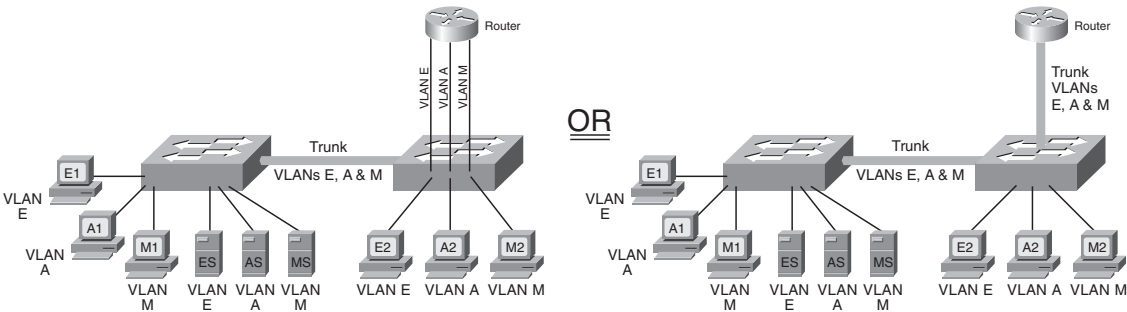 Router
VLAN E
VLAN A
VLAN M
Trunk
VLANs E, A & M
E1
VLAN
E
A1
VLAN
A
M1
VLAN
M
ES
VLAN
E
AS
VLAN
A
MS
VLAN
M
E2
VLAN E
A2
VLAN A
M2
VLAN M
OR
Router
Trunk
VLANs
E, A & M
Trunk
VLANs E, A & M
E1
VLAN
E
A1
VLAN
A
M1
VLAN
M
ES
VLAN
E
AS
VLAN
A
MS
VLAN
M
E2
VLAN E
A2
VLAN A
M2
VLAN M